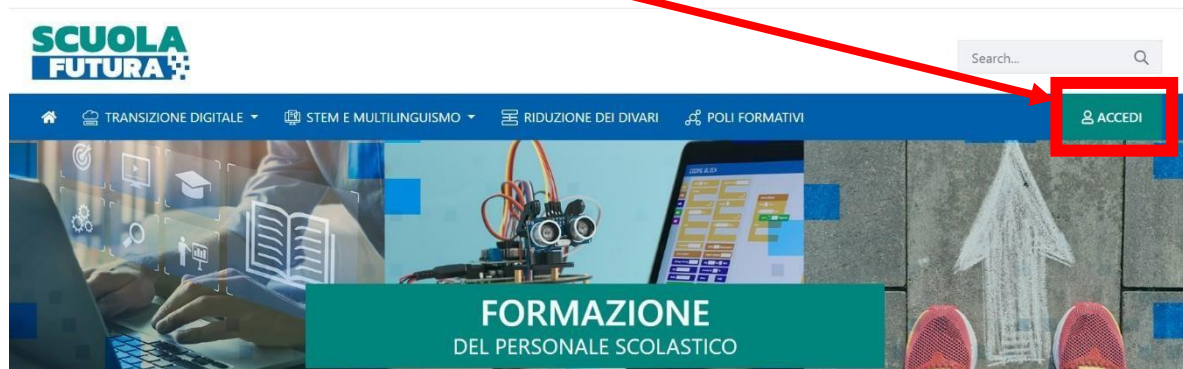 SCUOLA
FUTURA
Search...
TRANSIZIONE DIGITALE
STEM E MULTILINGUISMO
RIDUZIONE DEI DIVARI
POLI FORMATIVI
ACCEDI
FORMAZIONE
DEL PERSONALE SCOLASTICO